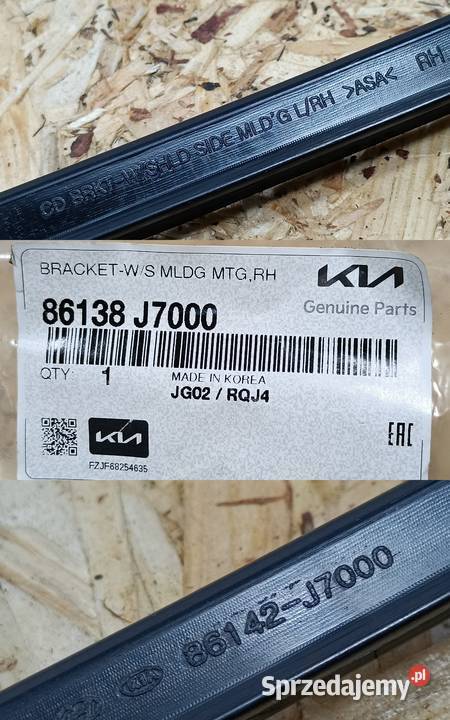 CD BRKT-W/SHLD SIDE MLD'G L/RH >ASA< RH
BRACKET-W/S MLDG MTG,RH
KIA
Genuine Parts
86138 J7000
QTY: 1
MADE IN KOREA
JG02 / RQJ4
KIA
EAC
FZJF68254635
86142-J7000
KIA
Sprzedajemy.pl